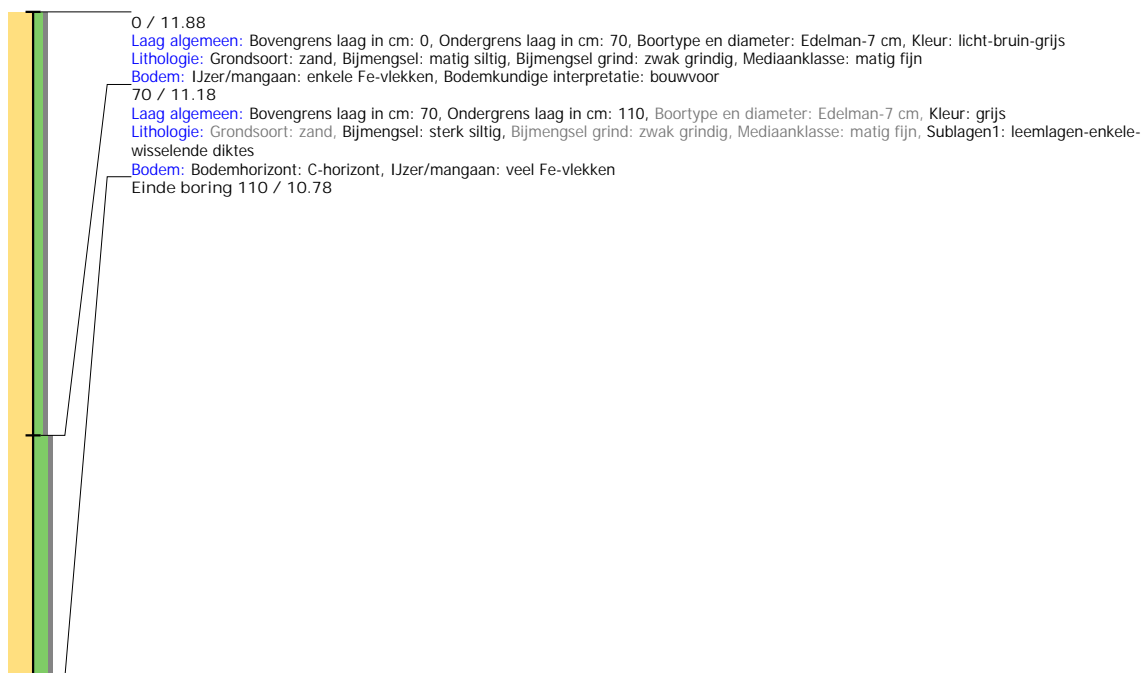 0 / 11.88
Laag algemeen: Bovengrens laag in cm: 0, Ondergrens laag in cm: 70, Boortype en diameter: Edelman-7 cm, Kleur: licht-bruin-grijs
Lithologie: Grondsoort: zand, Bijmengsel: matig siltig, Bijmengsel grind: zwak grindig, Mediaanklasse: matig fijn
Bodem: IJzer/mangaan: enkele Fe-vlekken, Bodemkundige interpretatie: bouwvoor
70 / 11.18
Laag algemeen: Bovengrens laag in cm: 70, Ondergrens laag in cm: 110, Boortype en diameter: Edelman-7 cm, Kleur: grijs
Lithologie: Grondsoort: zand, Bijmengsel: sterk siltig, Bijmengsel grind: zwak grindig, Mediaanklasse: matig fijn, Sublagen1: leemlagen-enkele-
wisselende diktes
Bodem: Bodemhorizont: C-horizont, IJzer/mangaan: veel Fe-vlekken
Einde boring 110 / 10.78